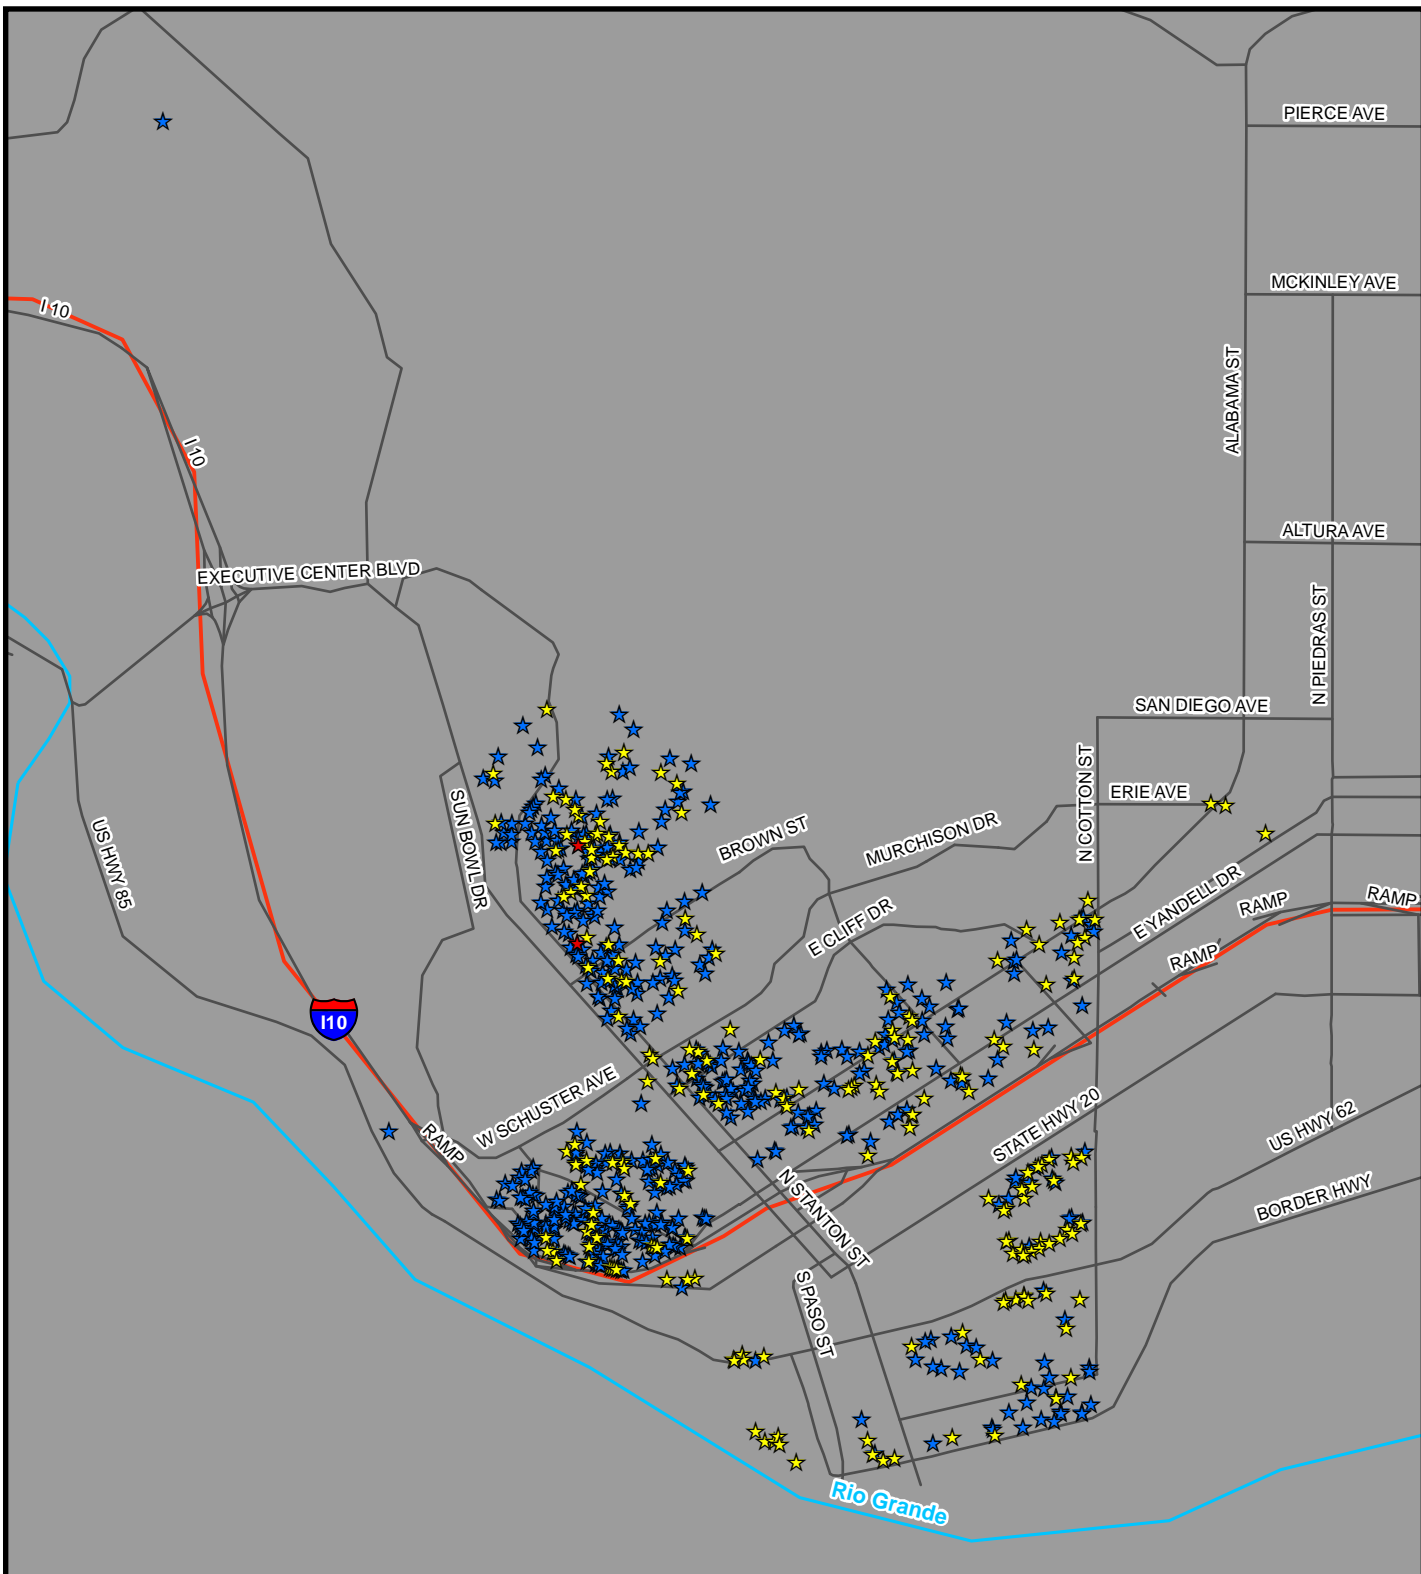 PIERCE AVE
MCKINLEY AVE
I 10
ALABAMA ST
I 10
ALTURA AVE
EXECUTIVE CENTER BLVD
N PIEDRAS ST
SAN DIEGO AVE
N COTTON ST
ERIE AVE
SUN BOWL DR
US HWY 85
BROWN ST
MURCHISON DR
E CLIFF DR
E YANDELL DR
RAMP
RAMP
RAMP
I10
W SCHUSTER AVE
RAMP
STATE HWY 20
US HWY 62
N STANTON ST
BORDER HWY
S PASO ST
Rio Grande